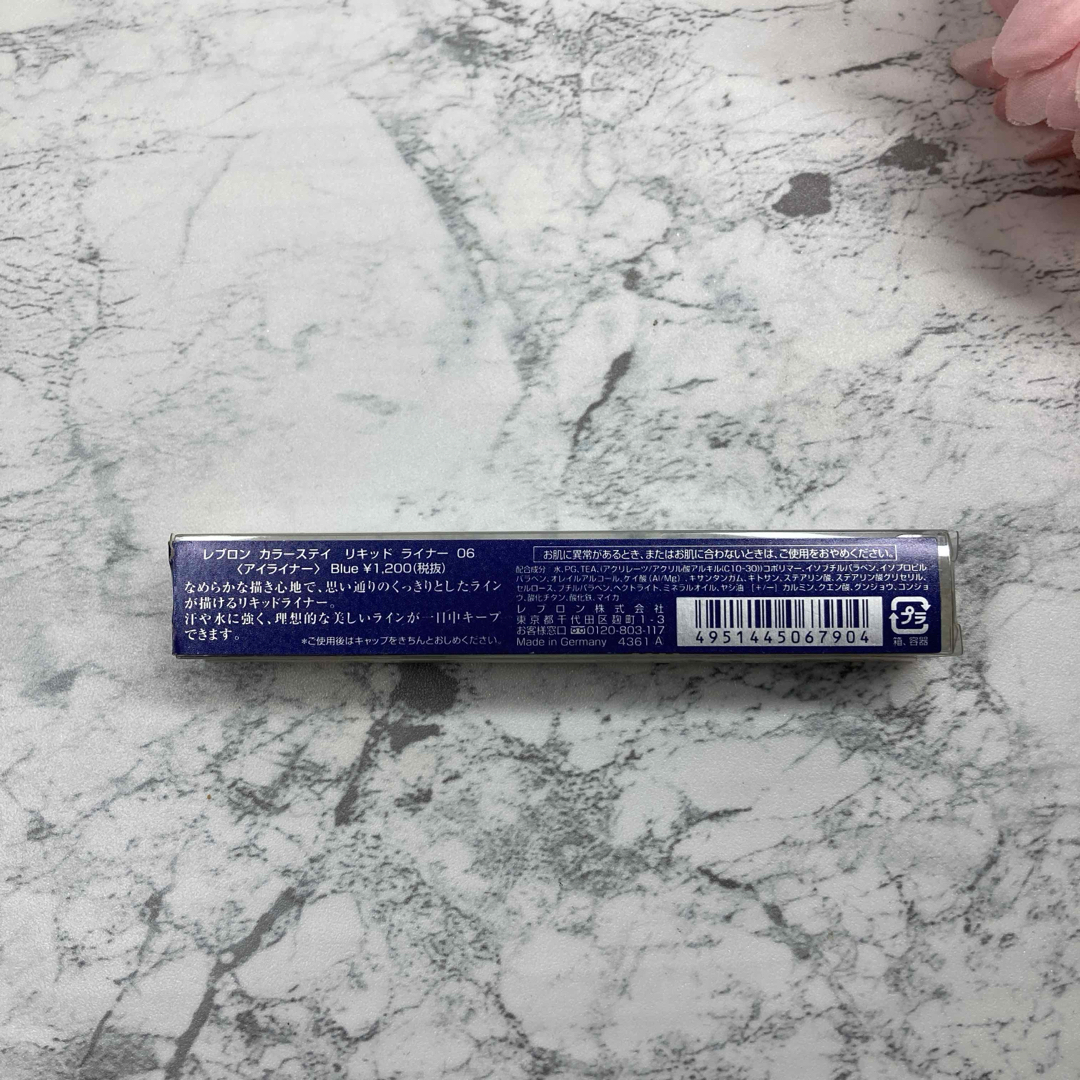 レブロン カラーステイ リキッド ライナー 06
〈アイライナー〉 Blue ¥1,200(税抜)
なめらかな描き心地で、思い通りのくっきりとしたライン
が描けるリキッドライナー。
汗や水に強く、理想的な美しいラインが一日中キープ
できます。
*ご使用後はキャップをきちんとおしめください。
お肌に異常があるとき、またはお肌に合わないときは、ご使用をおやめください。
配合成分 水、PG、TEA、(アクリレーツ/アクリル酸アルキル(C10-30))コポリマー、イソブチルパラベン、イソプロピル
パラベン、オレイルアルコール、ケイ酸(Al/Mg)、キサンタンガム、キトサン、ステアリン酸、ステアリン酸グリセリル、
セルロース、ブチルパラベン、ヘクトライト、ミネラルオイル、ヤシ油 [+/-] カルミン、クエン酸、グンジョウ、コンジョ
ウ、酸化チタン、酸化鉄、マイカ
レブロン株式会社
東京都千代田区麹町1-3
お客様窓口 0120-803-117
Made in Germany 4361 A
4951445067904
プラ
箱、容器